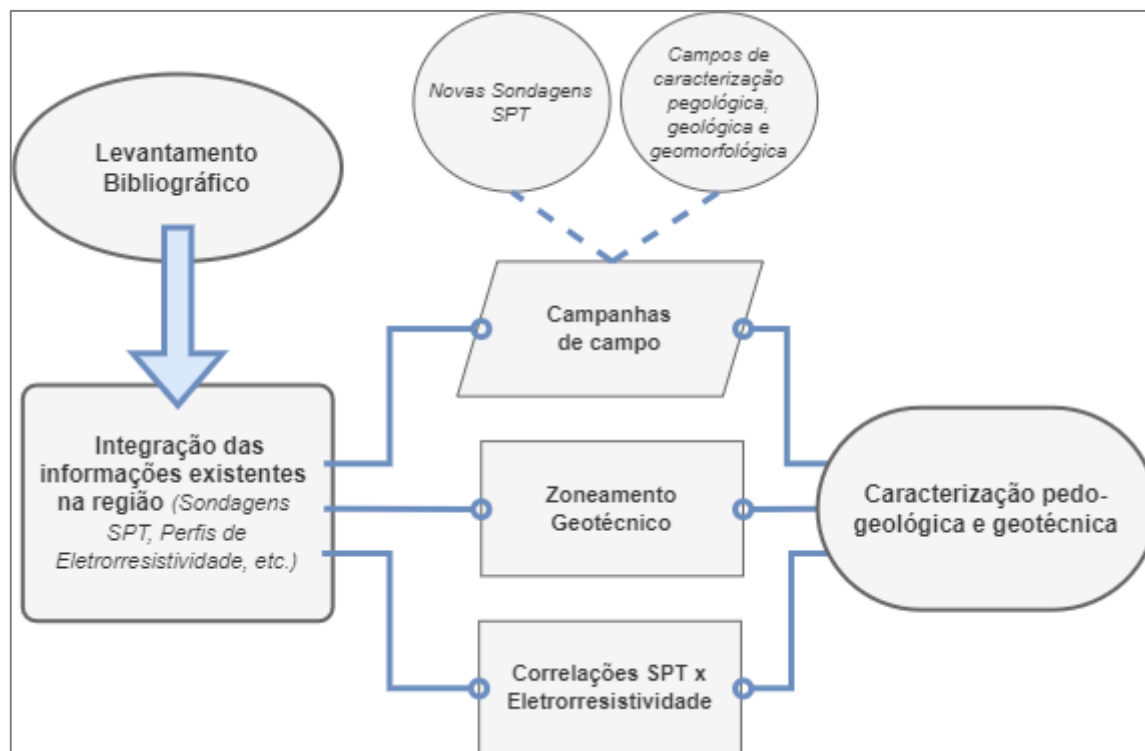 Novas Sondagens
SPT
Campos de
caracterização
pegológica,
geológica e
geomorfológica
Levantamento
Bibliográfico
Campanhas
de campo
Integração das
informações existentes
na região (Sondagens
SPT, Perfis de
Eletrorresistividade, etc.)
Zoneamento
Geotécnico
Caracterização pedo-
geológica e geotécnica
Correlações SPT x
Eletrorresistividade